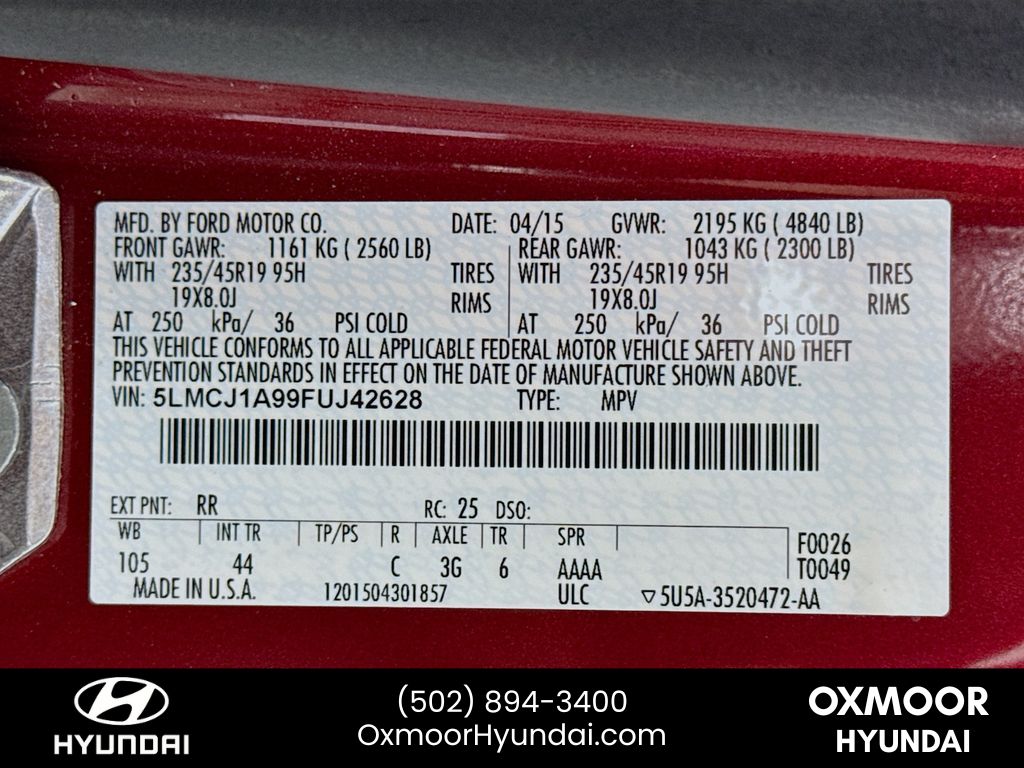 MFD. BY FORD MOTOR CO. DATE: 04/15 GVWR: 2195 KG ( 4840 LB)
FRONT GAWR: 1161 KG ( 2560 LB) REAR GAWR: 1043 KG ( 2300 LB)
WITH 235/45R19 95H TIRES WITH 235/45R19 95H TIRES
19X8.0J RIMS 19X8.0J RIMS
AT 250 kPa/ 36 PSI COLD AT 250 kPa/ 36 PSI COLD
THIS VEHICLE CONFORMS TO ALL APPLICABLE FEDERAL MOTOR VEHICLE SAFETY AND THEFT
PREVENTION STANDARDS IN EFFECT ON THE DATE OF MANUFACTURE SHOWN ABOVE.
VIN: 5LMCJ1A99FUJ42628 TYPE: MPV
EXT PNT: RR RC: 25 DSO:
WB INT TR TP/PS R AXLE TR SPR F0026
105 44 C 3G 6 AAAA T0049
MADE IN U.S.A. 1201504301857 ULC ▽5U5A-3520472-AA
HYUNDAI
(502) 894-3400
OxmoorHyundai.com
OXMOOR
HYUNDAI